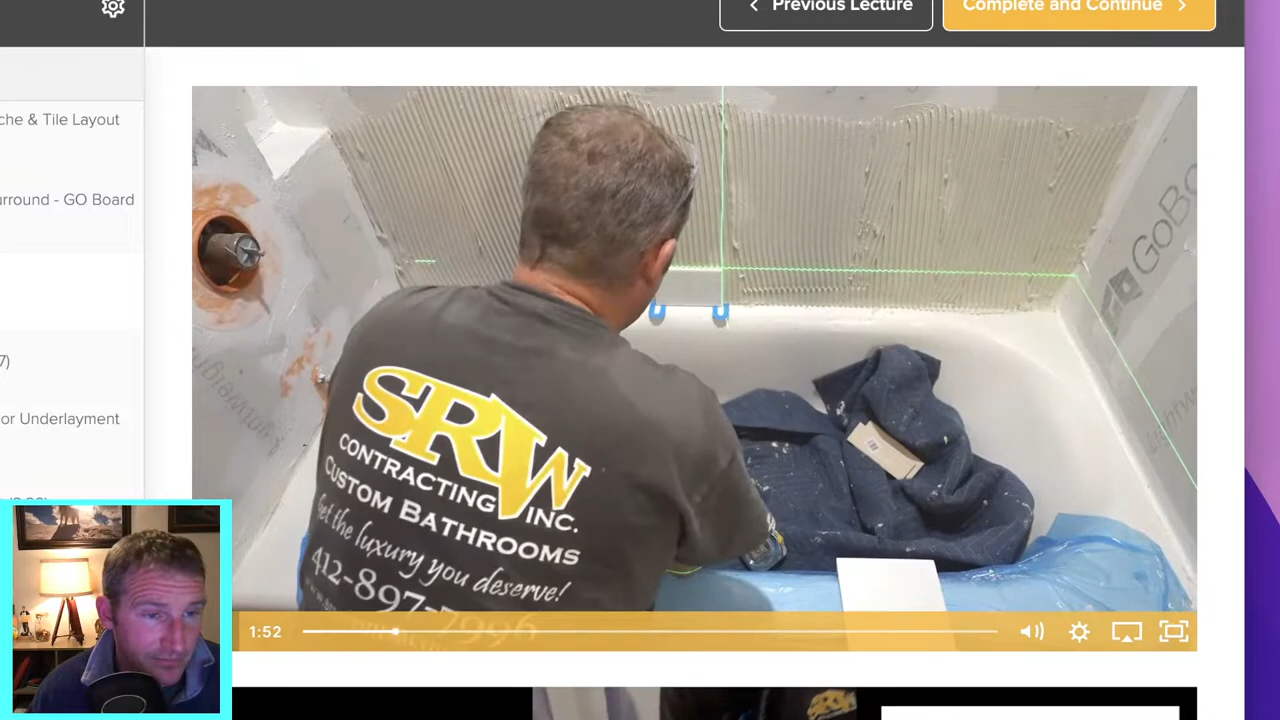 Previous Lecture
Complete and Continue
che & Tile Layout
urround - GO Board
7)
or Underlayment
GoBo
SRW
CONTRACTING INC.
CUSTOM BATHROOMS
Get the luxury you deserve!
412-897-7996
1:52